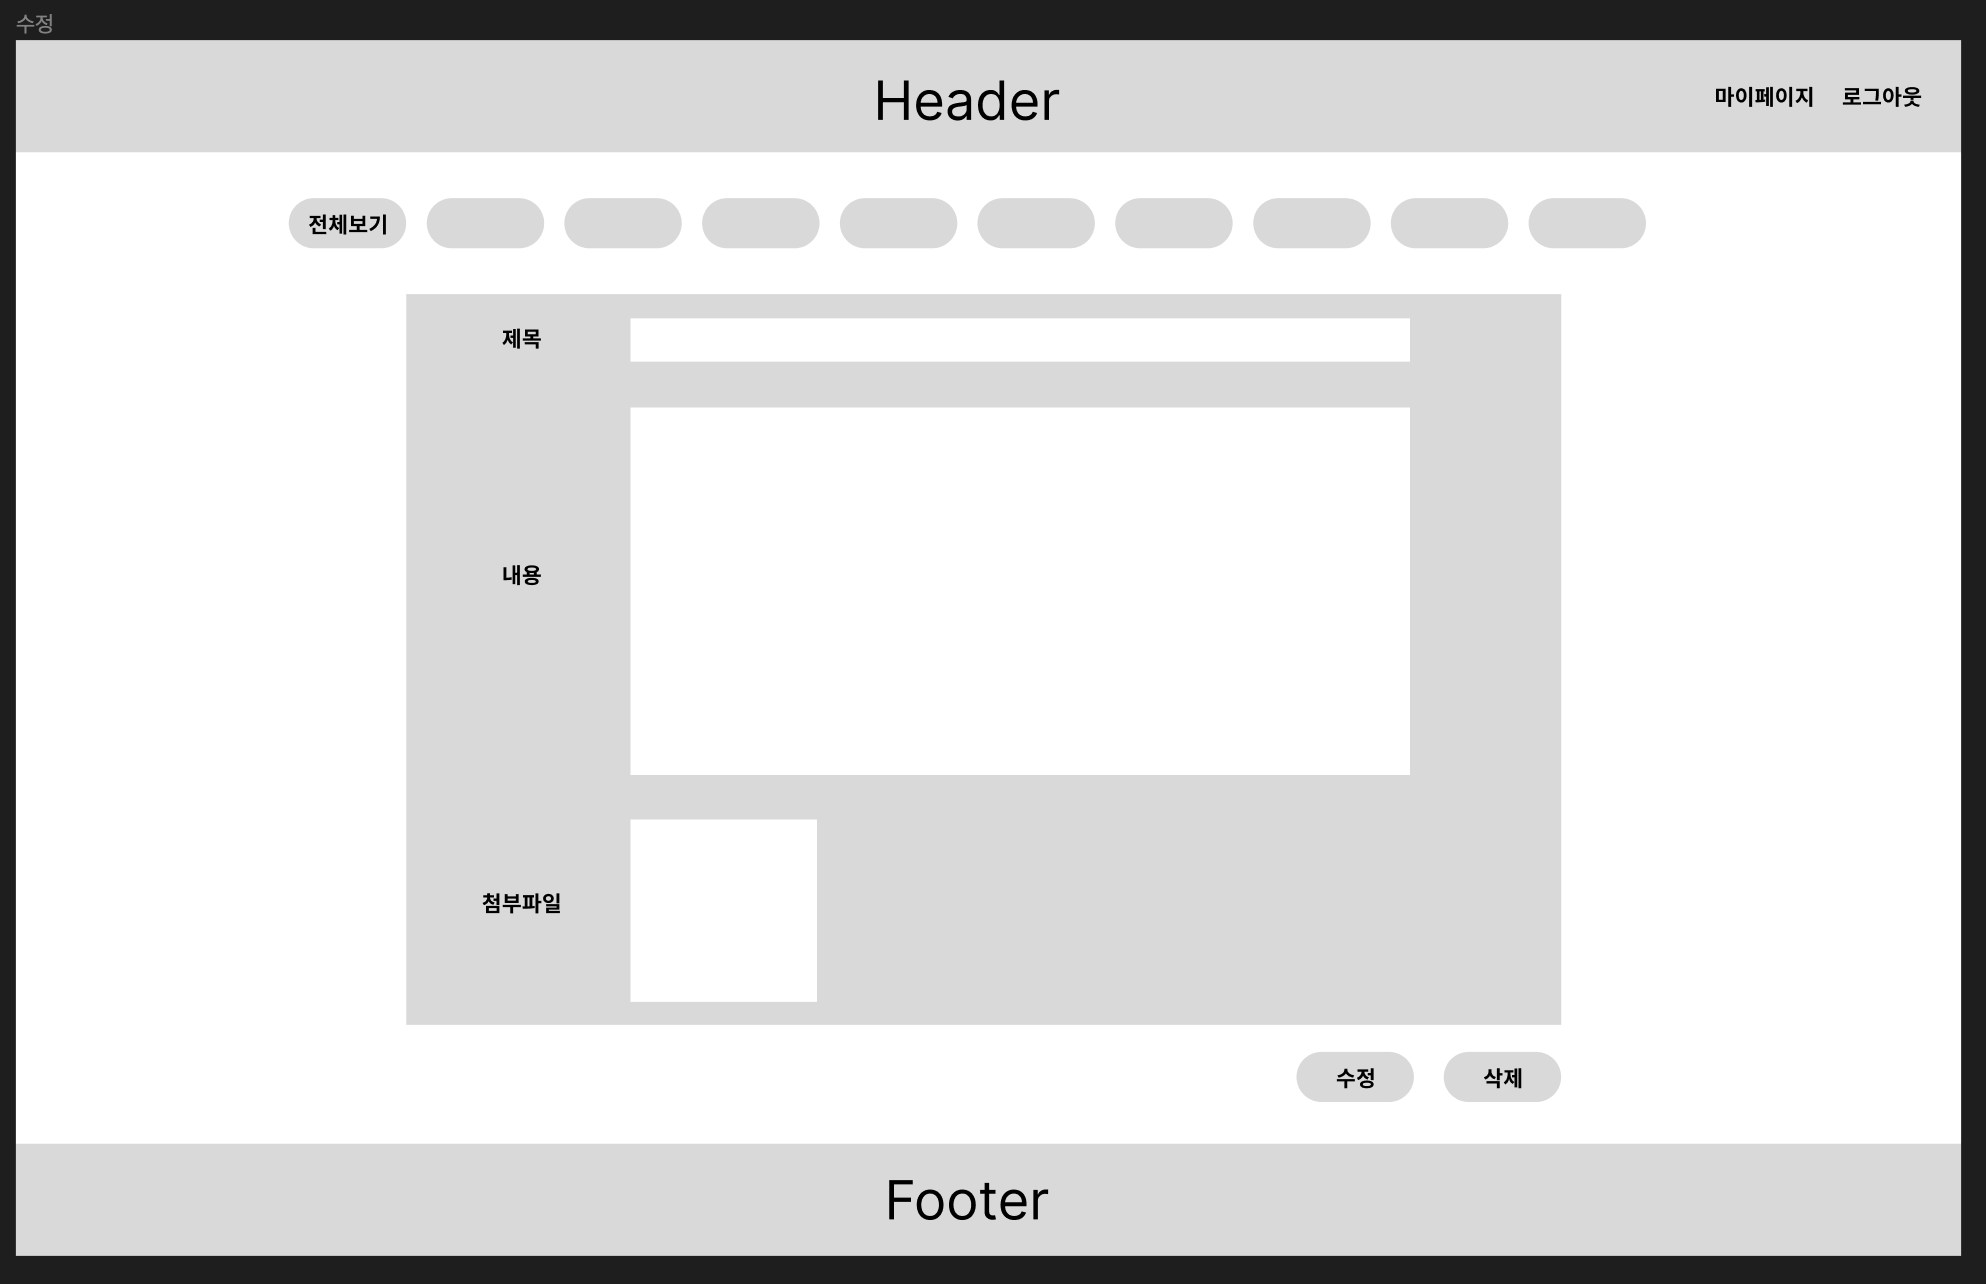 수정
Header
마이페이지 로그아웃
전체보기
제목
내용
첨부파일
수정 삭제
Footer